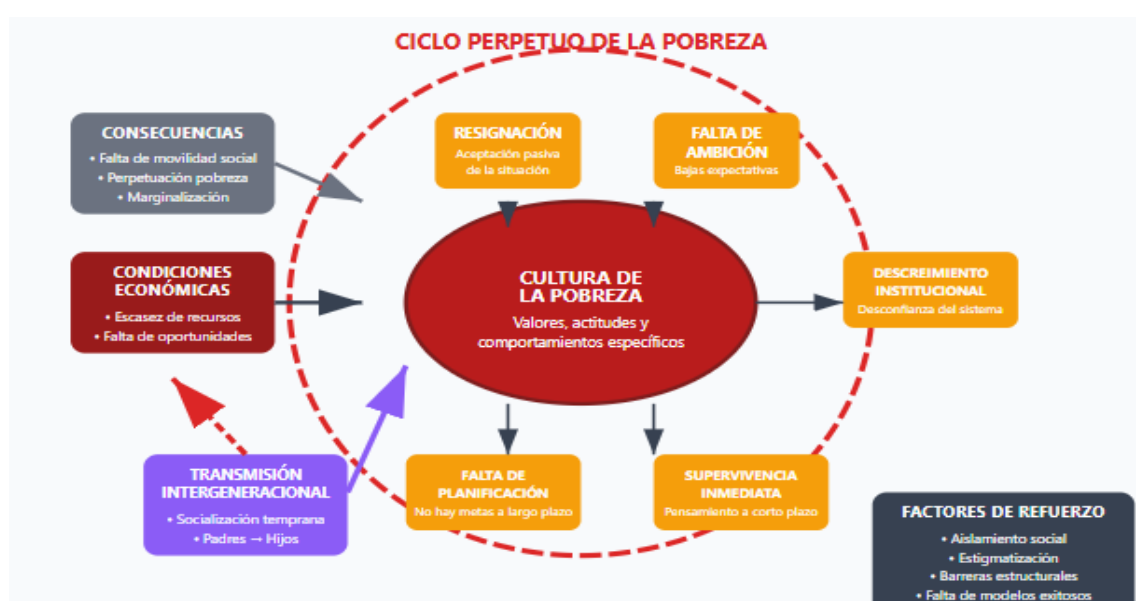 CICLO PERPETUO DE LA POBREZA
CONSECUENCIAS
• Falta de movilidad social
• Perpetuación pobreza
• Marginalización
RESIGNACIÓN
Aceptación pasiva
de la situación
FALTA DE
AMBICIÓN
Bajas expectativas
CONDICIONES
ECONÓMICAS
• Escasez de recursos
• Falta de oportunidades
CULTURA DE
LA POBREZA
Valores, actitudes y
comportamientos específicos
DESCREIMIENTO
INSTITUCIONAL
Desconfianza del sistema
TRANSMISIÓN
INTERGENERACIONAL
• Socialización temprana
• Padres → Hijos
FALTA DE
PLANIFICACIÓN
No hay metas a largo plazo
SUPERVIVENCIA
INMEDIATA
Pensamiento a corto plazo
FACTORES DE REFUERZO
• Aislamiento social
• Estigmatización
• Barreras estructurales
• Falta de modelos exitosos